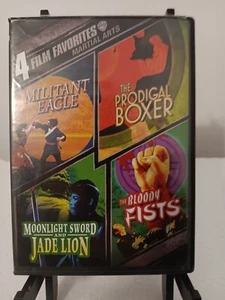 4 FILM FAVORITES
MARTIAL ARTS
MILITANT
EAGLE
THE
PRODIGAL
BOXER
MOONLIGHT SWORD
AND
JADE LION
THE BLOODY
FISTS